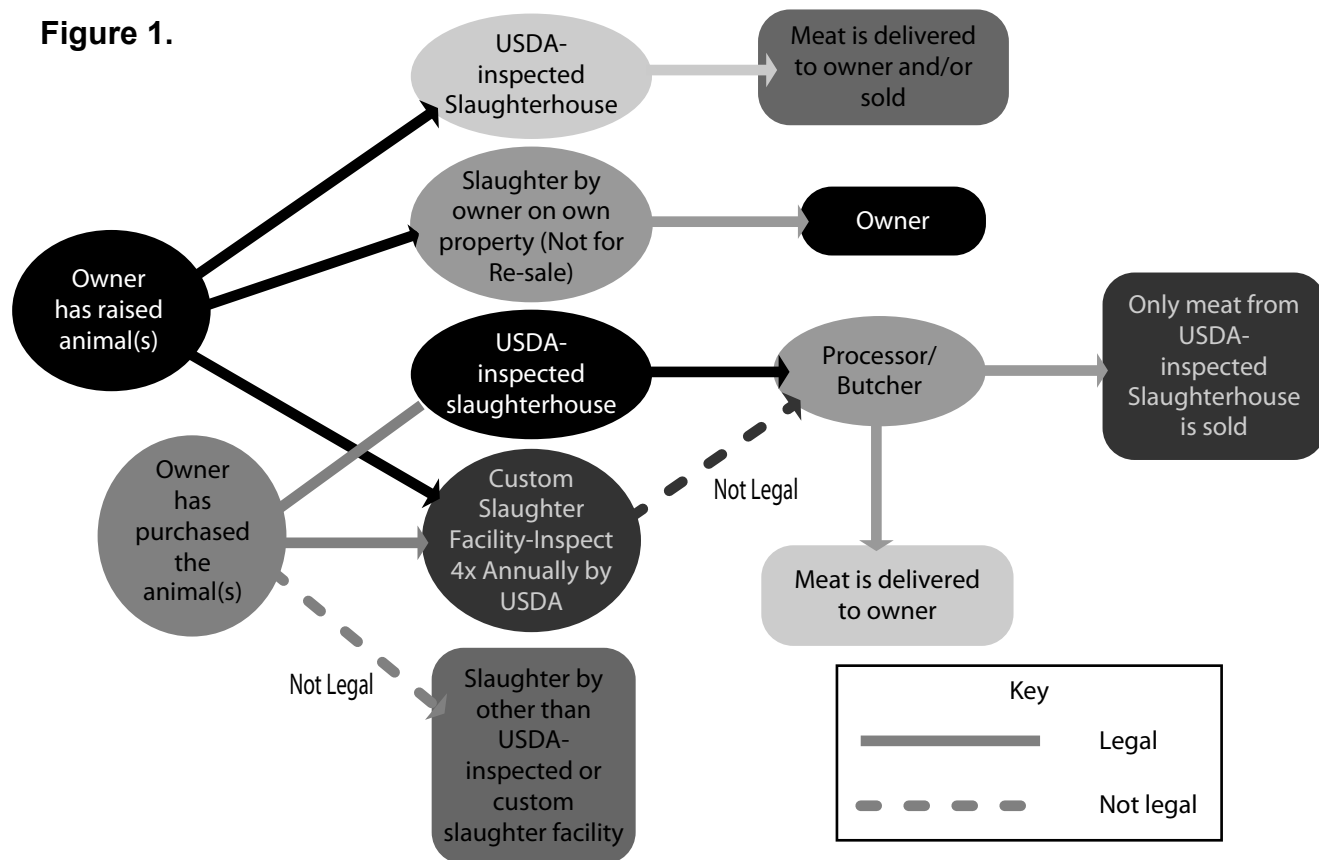 Figure 1.
USDA-
inspected
Slaughterhouse
Meat is delivered
to owner and/or
sold
Slaughter by
owner on own
property (Not for
Re-sale)
Owner
Owner
has raised
animal(s)
USDA-
inspected
slaughterhouse
Processor/
Butcher
Only meat from
USDA-
inspected
Slaughterhouse
is sold
Owner
has
purchased
the
animal(s)
Custom
Slaughter
Facility-Inspect
4x Annually by
USDA
Not Legal
Meat is delivered
to owner
Not Legal
Slaughter by
other than
USDA-
inspected or
custom
slaughter facility
Key
Legal
Not legal